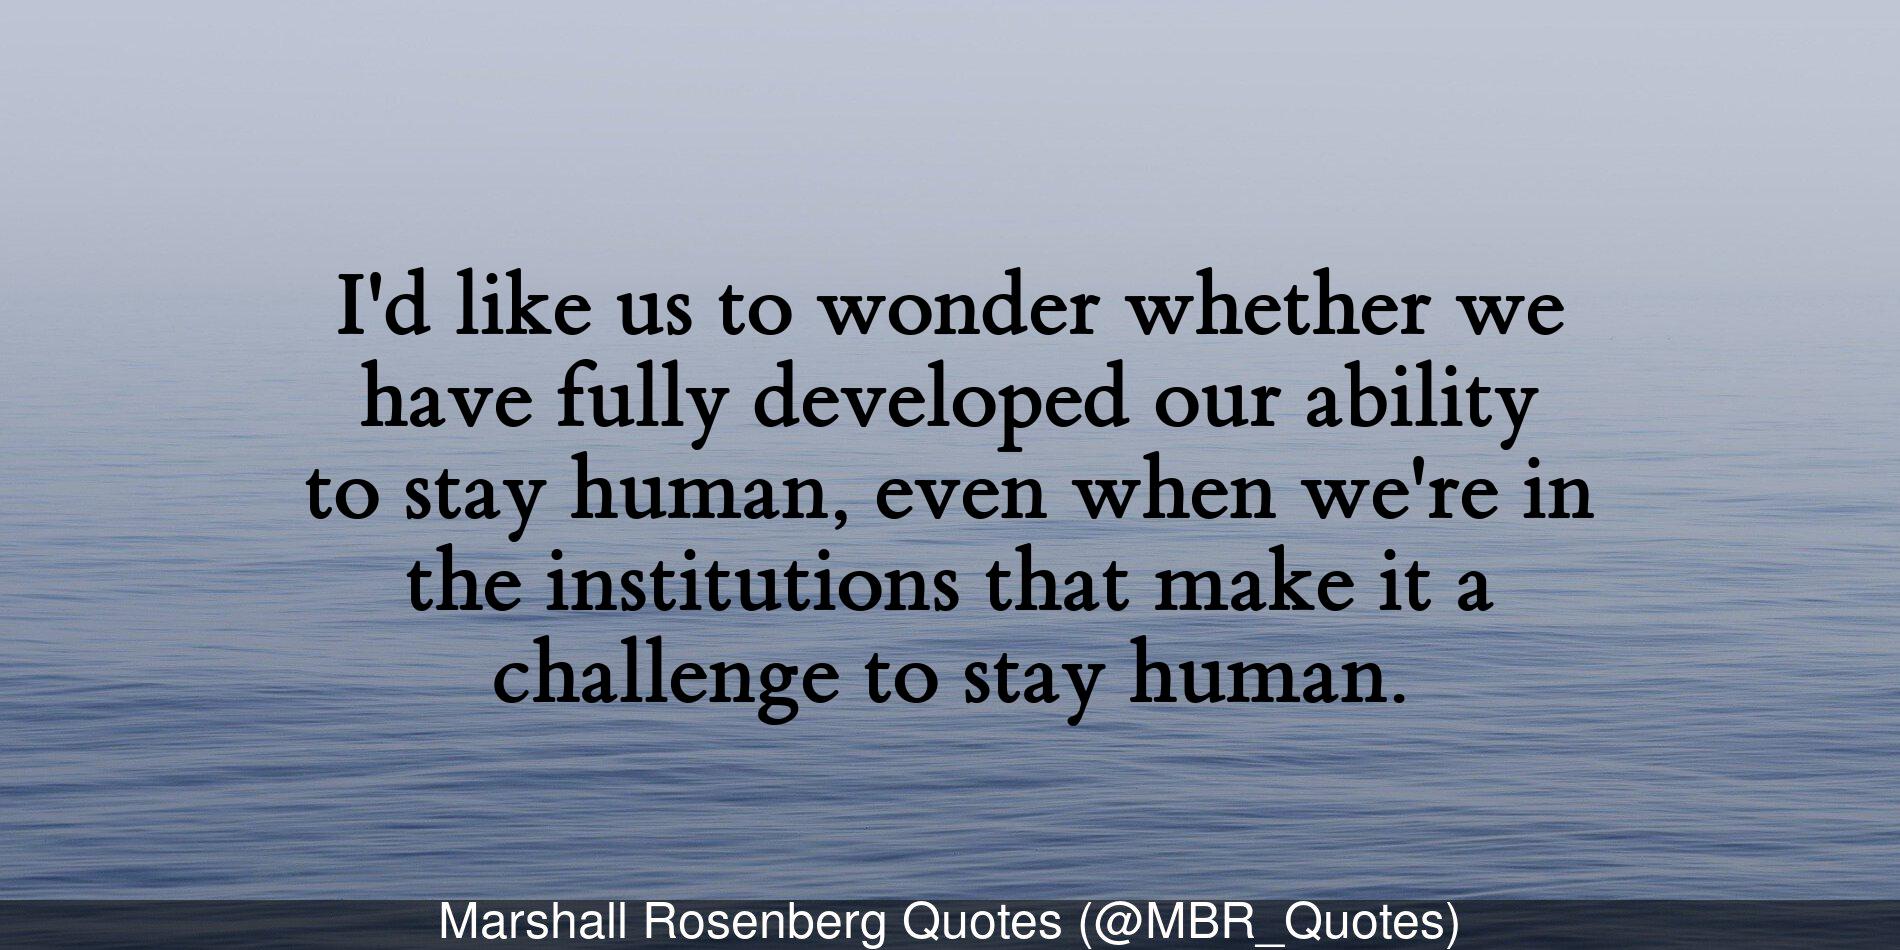 I'd like us to wonder whether we
have fully developed our ability
to stay human, even when we're in
the institutions that make it a
challenge to stay human.
Marshall Rosenberg Quotes (@MBR_Quotes)